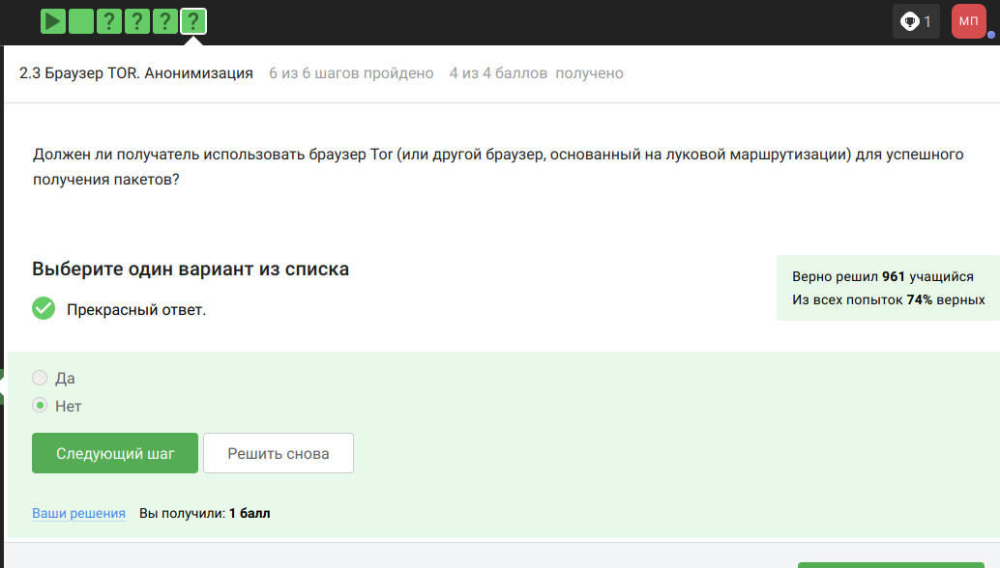 ? ? ? ?
1
МП
2.3 Браузер TOR. Анонимизация 6 из 6 шагов пройдено 4 из 4 баллов получено
Должен ли получатель использовать браузер Tor (или другой браузер, основанный на луковой маршрутизации) для успешного
получения пакетов?
Выберите один вариант из списка
Прекрасный ответ.
Верно решил 961 учащийся
Из всех попыток 74% верных
Да
Нет
Следующий шаг
Решить снова
Ваши решения Вы получили: 1 балл